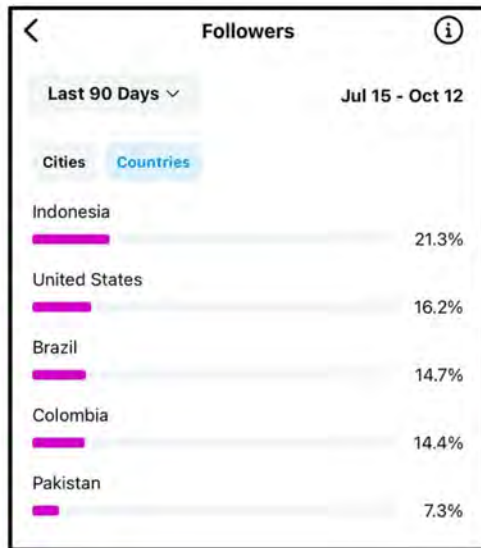 Followers
Last 90 Days
Jul 15 - Oct 12
Cities Countries
Indonesia
21.3%
United States
16.2%
Brazil
14.7%
Colombia
14.4%
Pakistan
7.3%